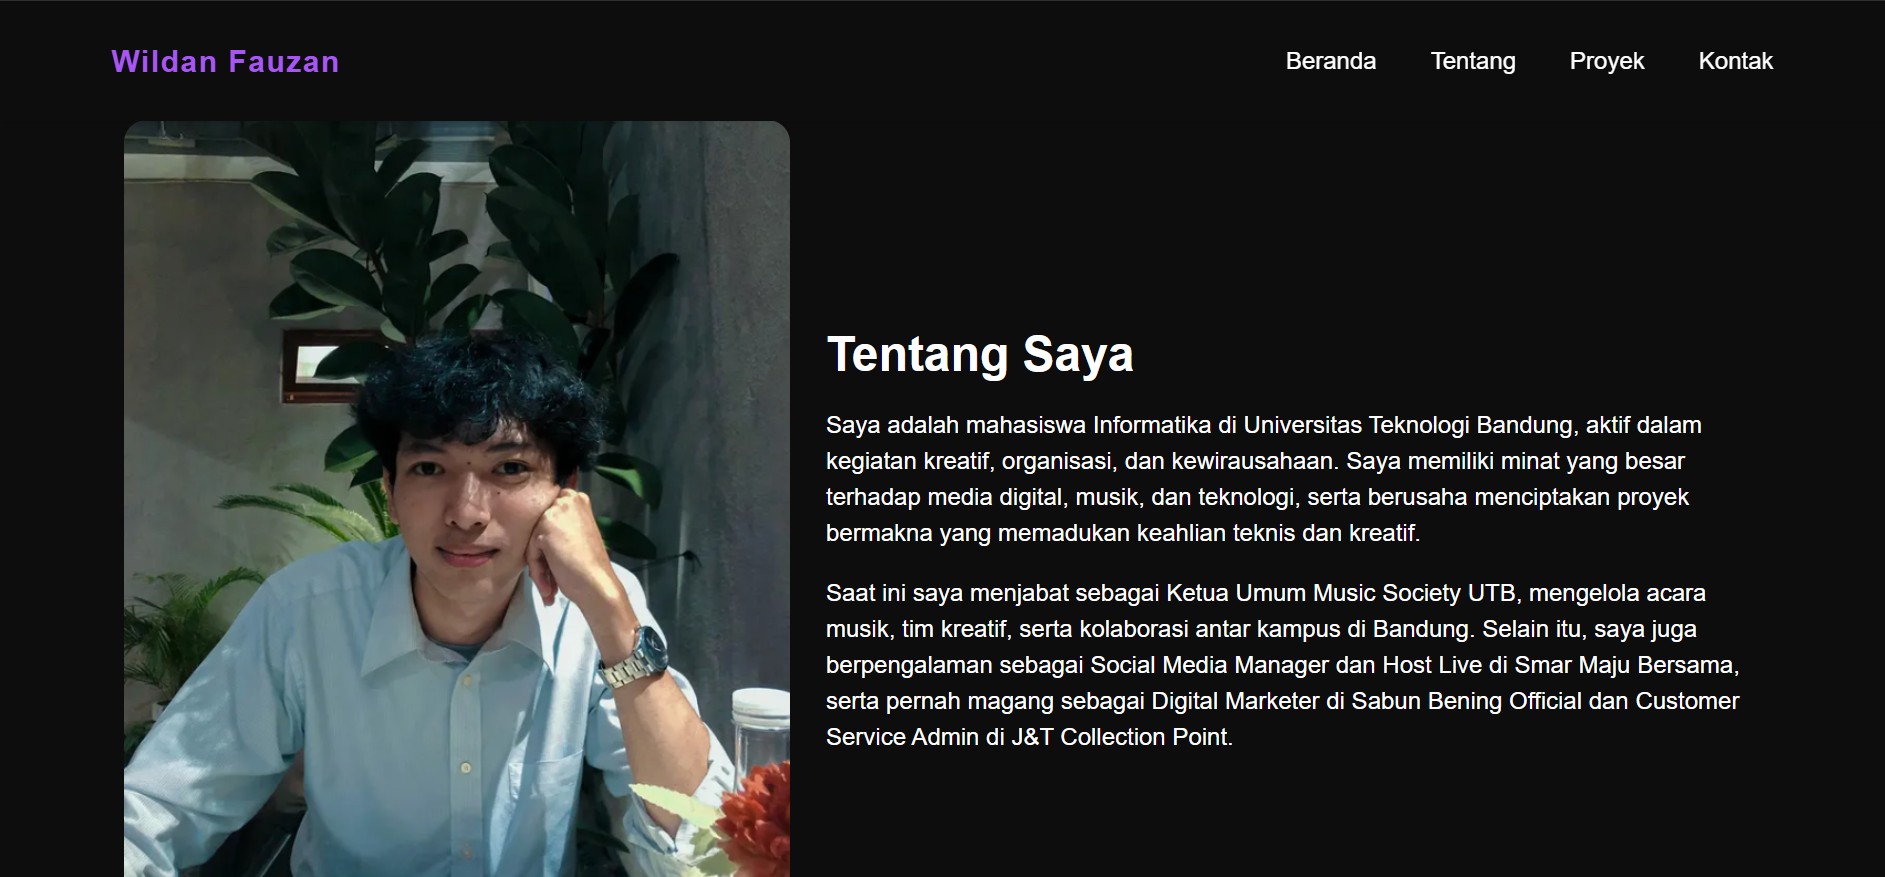 Wildan Fauzan
Beranda Tentang Proyek Kontak
Tentang Saya
Saya adalah mahasiswa Informatika di Universitas Teknologi Bandung, aktif dalam
kegiatan kreatif, organisasi, dan kewirausahaan. Saya memiliki minat yang besar
terhadap media digital, musik, dan teknologi, serta berusaha menciptakan proyek
bermakna yang memadukan keahlian teknis dan kreatif.
Saat ini saya menjabat sebagai Ketua Umum Music Society UTB, mengelola acara
musik, tim kreatif, serta kolaborasi antar kampus di Bandung. Selain itu, saya juga
berpengalaman sebagai Social Media Manager dan Host Live di Smar Maju Bersama,
serta pernah magang sebagai Digital Marketer di Sabun Bening Official dan Customer
Service Admin di J&T Collection Point.